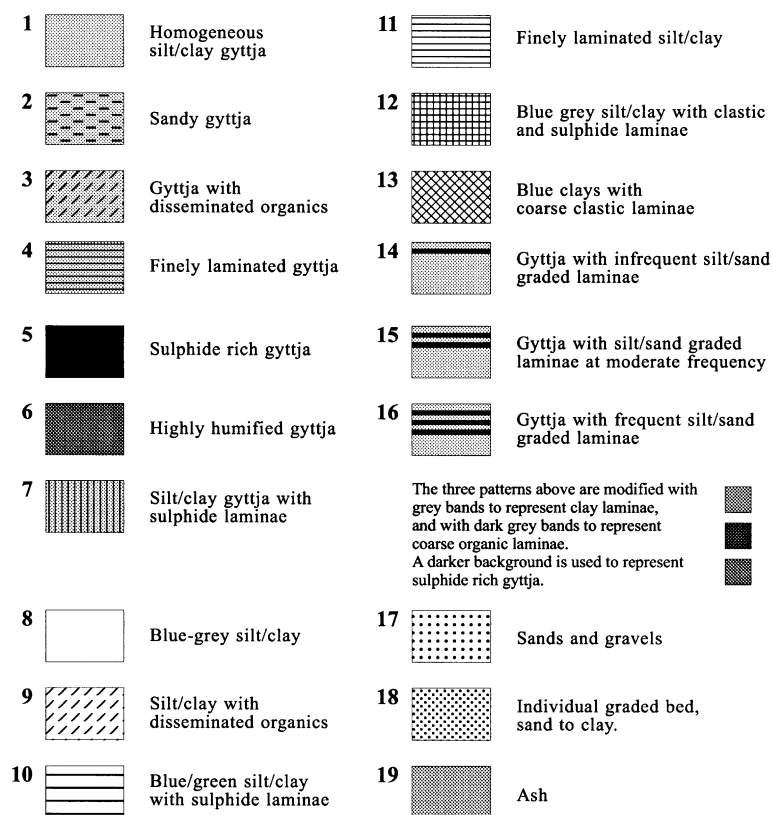 1
Homogeneous
silt/clay gyttja
2
Sandy gyttja
3
Gyttja with
disseminated organics
4
Finely laminated gyttja
5
Sulphide rich gyttja
6
Highly humified gyttja
7
Silt/clay gyttja with
sulphide laminae
8
Blue-grey silt/clay
9
Silt/clay with
disseminated organics
10
Blue/green silt/clay
with sulphide laminae
11
Finely laminated silt/clay
12
Blue grey silt/clay with clastic
and sulphide laminae
13
Blue clays with
coarse clastic laminae
14
Gyttja with infrequent silt/sand
graded laminae
15
Gyttja with silt/sand graded
laminae at moderate frequency
16
Gyttja with frequent silt/sand
graded laminae
The three patterns above are modified with
grey bands to represent clay laminae,
and with dark grey bands to represent
coarse organic laminae.
A darker background is used to represent
sulphide rich gyttja.
17
Sands and gravels
18
Individual graded bed,
sand to clay.
19
Ash